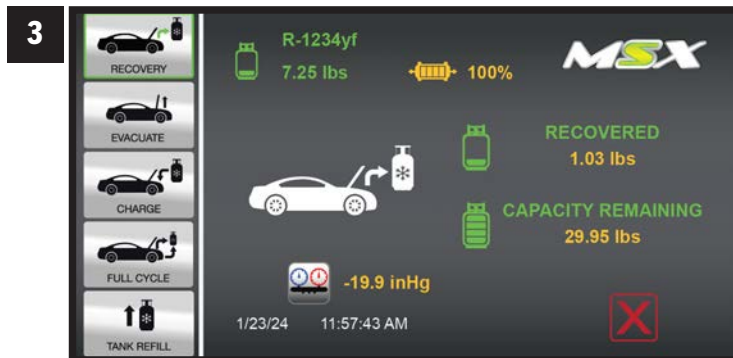 3
RECOVERY
EVACUATE
CHARGE
FULL CYCLE
TANK REFILL
R-1234yf
7.25 lbs
100%
MSX
RECOVERED
1.03 lbs
CAPACITY REMAINING
29.95 lbs
-19.9 inHg
1/23/24 11:57:43 AM